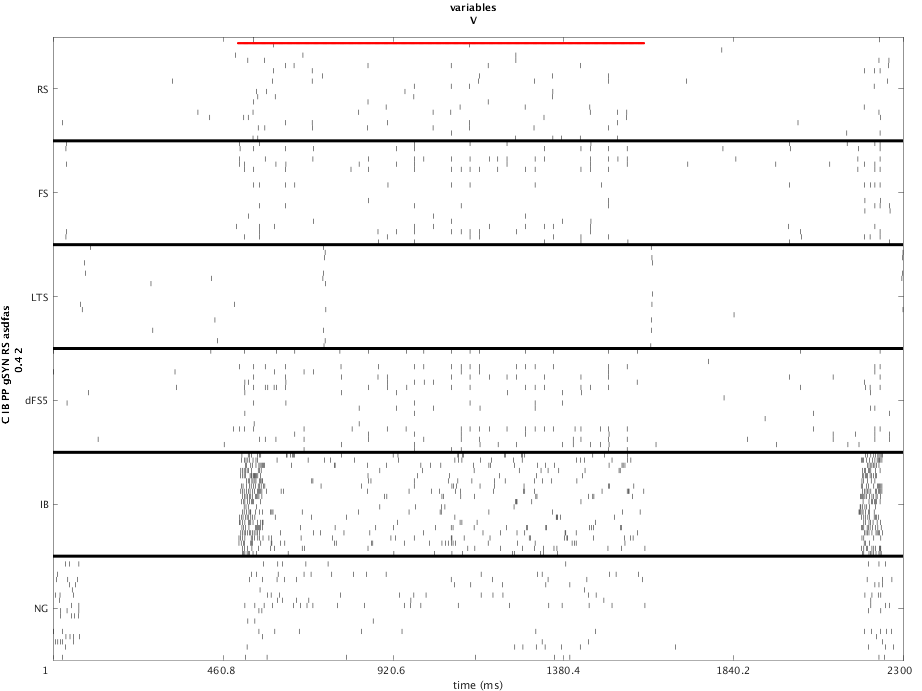 variables
V
RS
FS
LTS
dFS5
IB
NG
C IB PP gSYN RS asdfas
0.4 2
1
460.8
920.6
1380.4
1840.2
2300
time (ms)